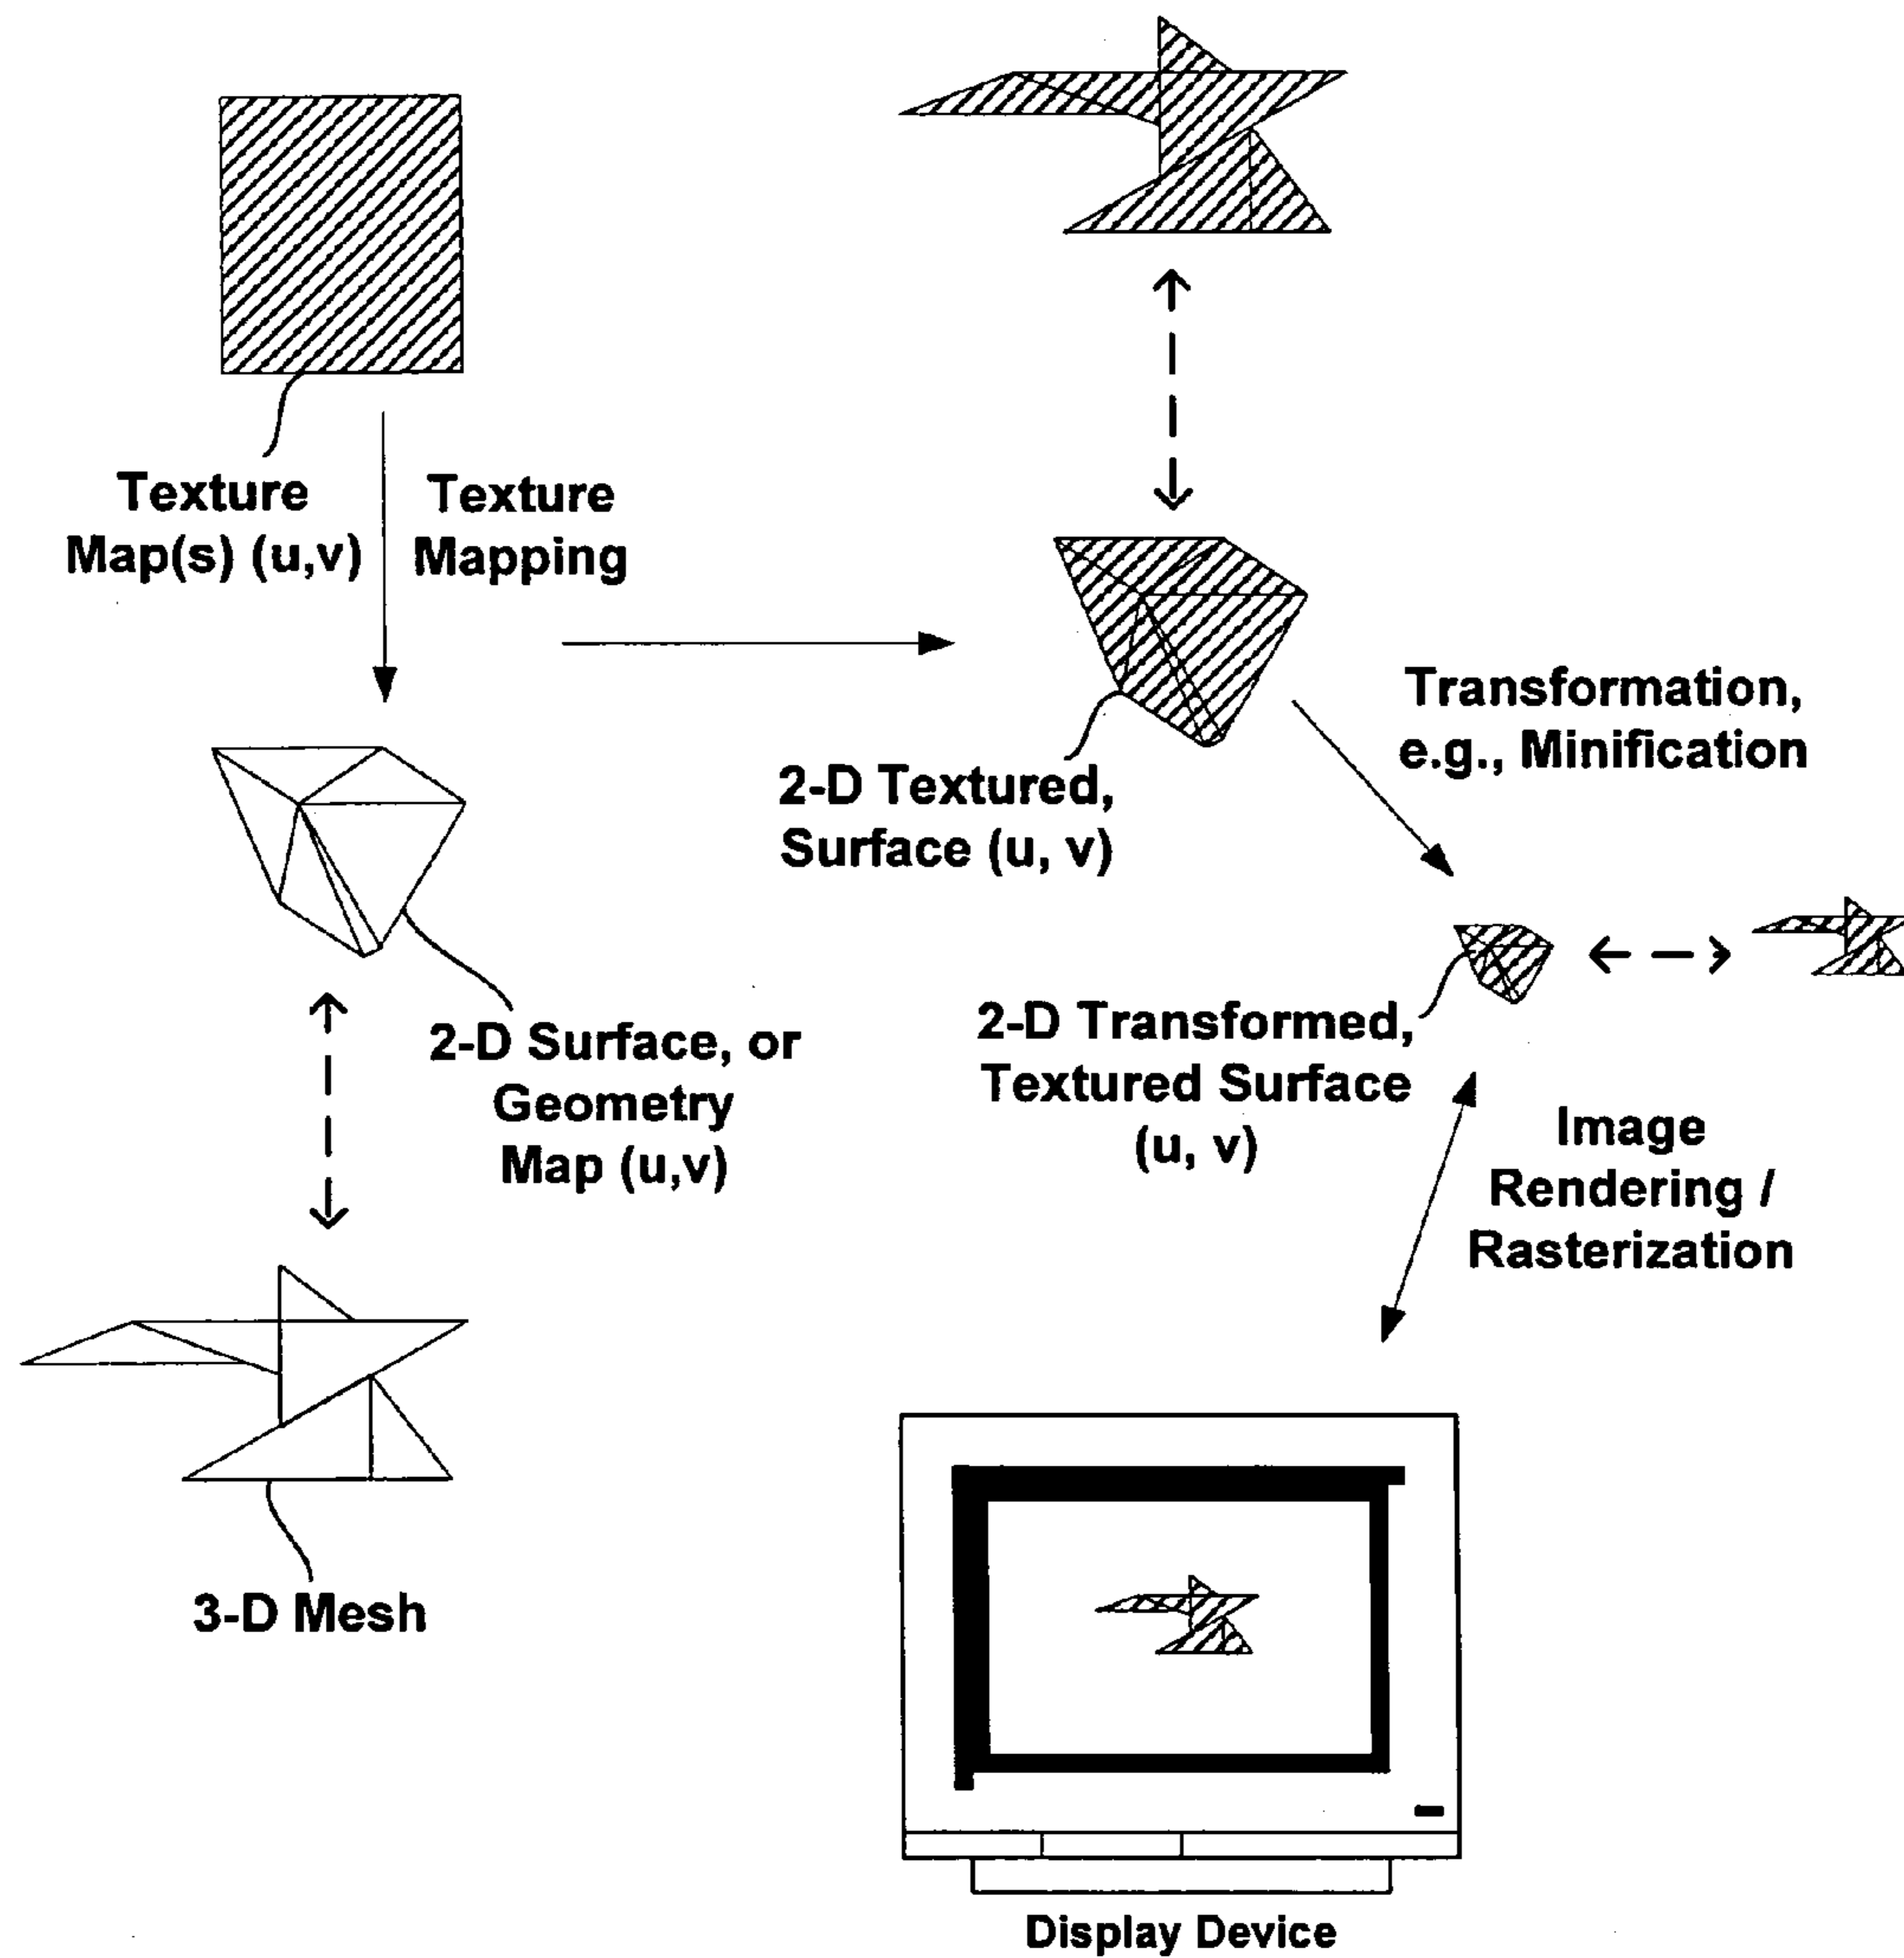 Texture
Map(s) (u,v)
Texture
Mapping
2-D Textured,
Surface (u, v)
Transformation,
e.g., Minification
2-D Surface, or
Geometry
Map (u,v)
2-D Transformed,
Textured Surface
(u, v)
Image
Rendering /
Rasterization
3-D Mesh
Display Device